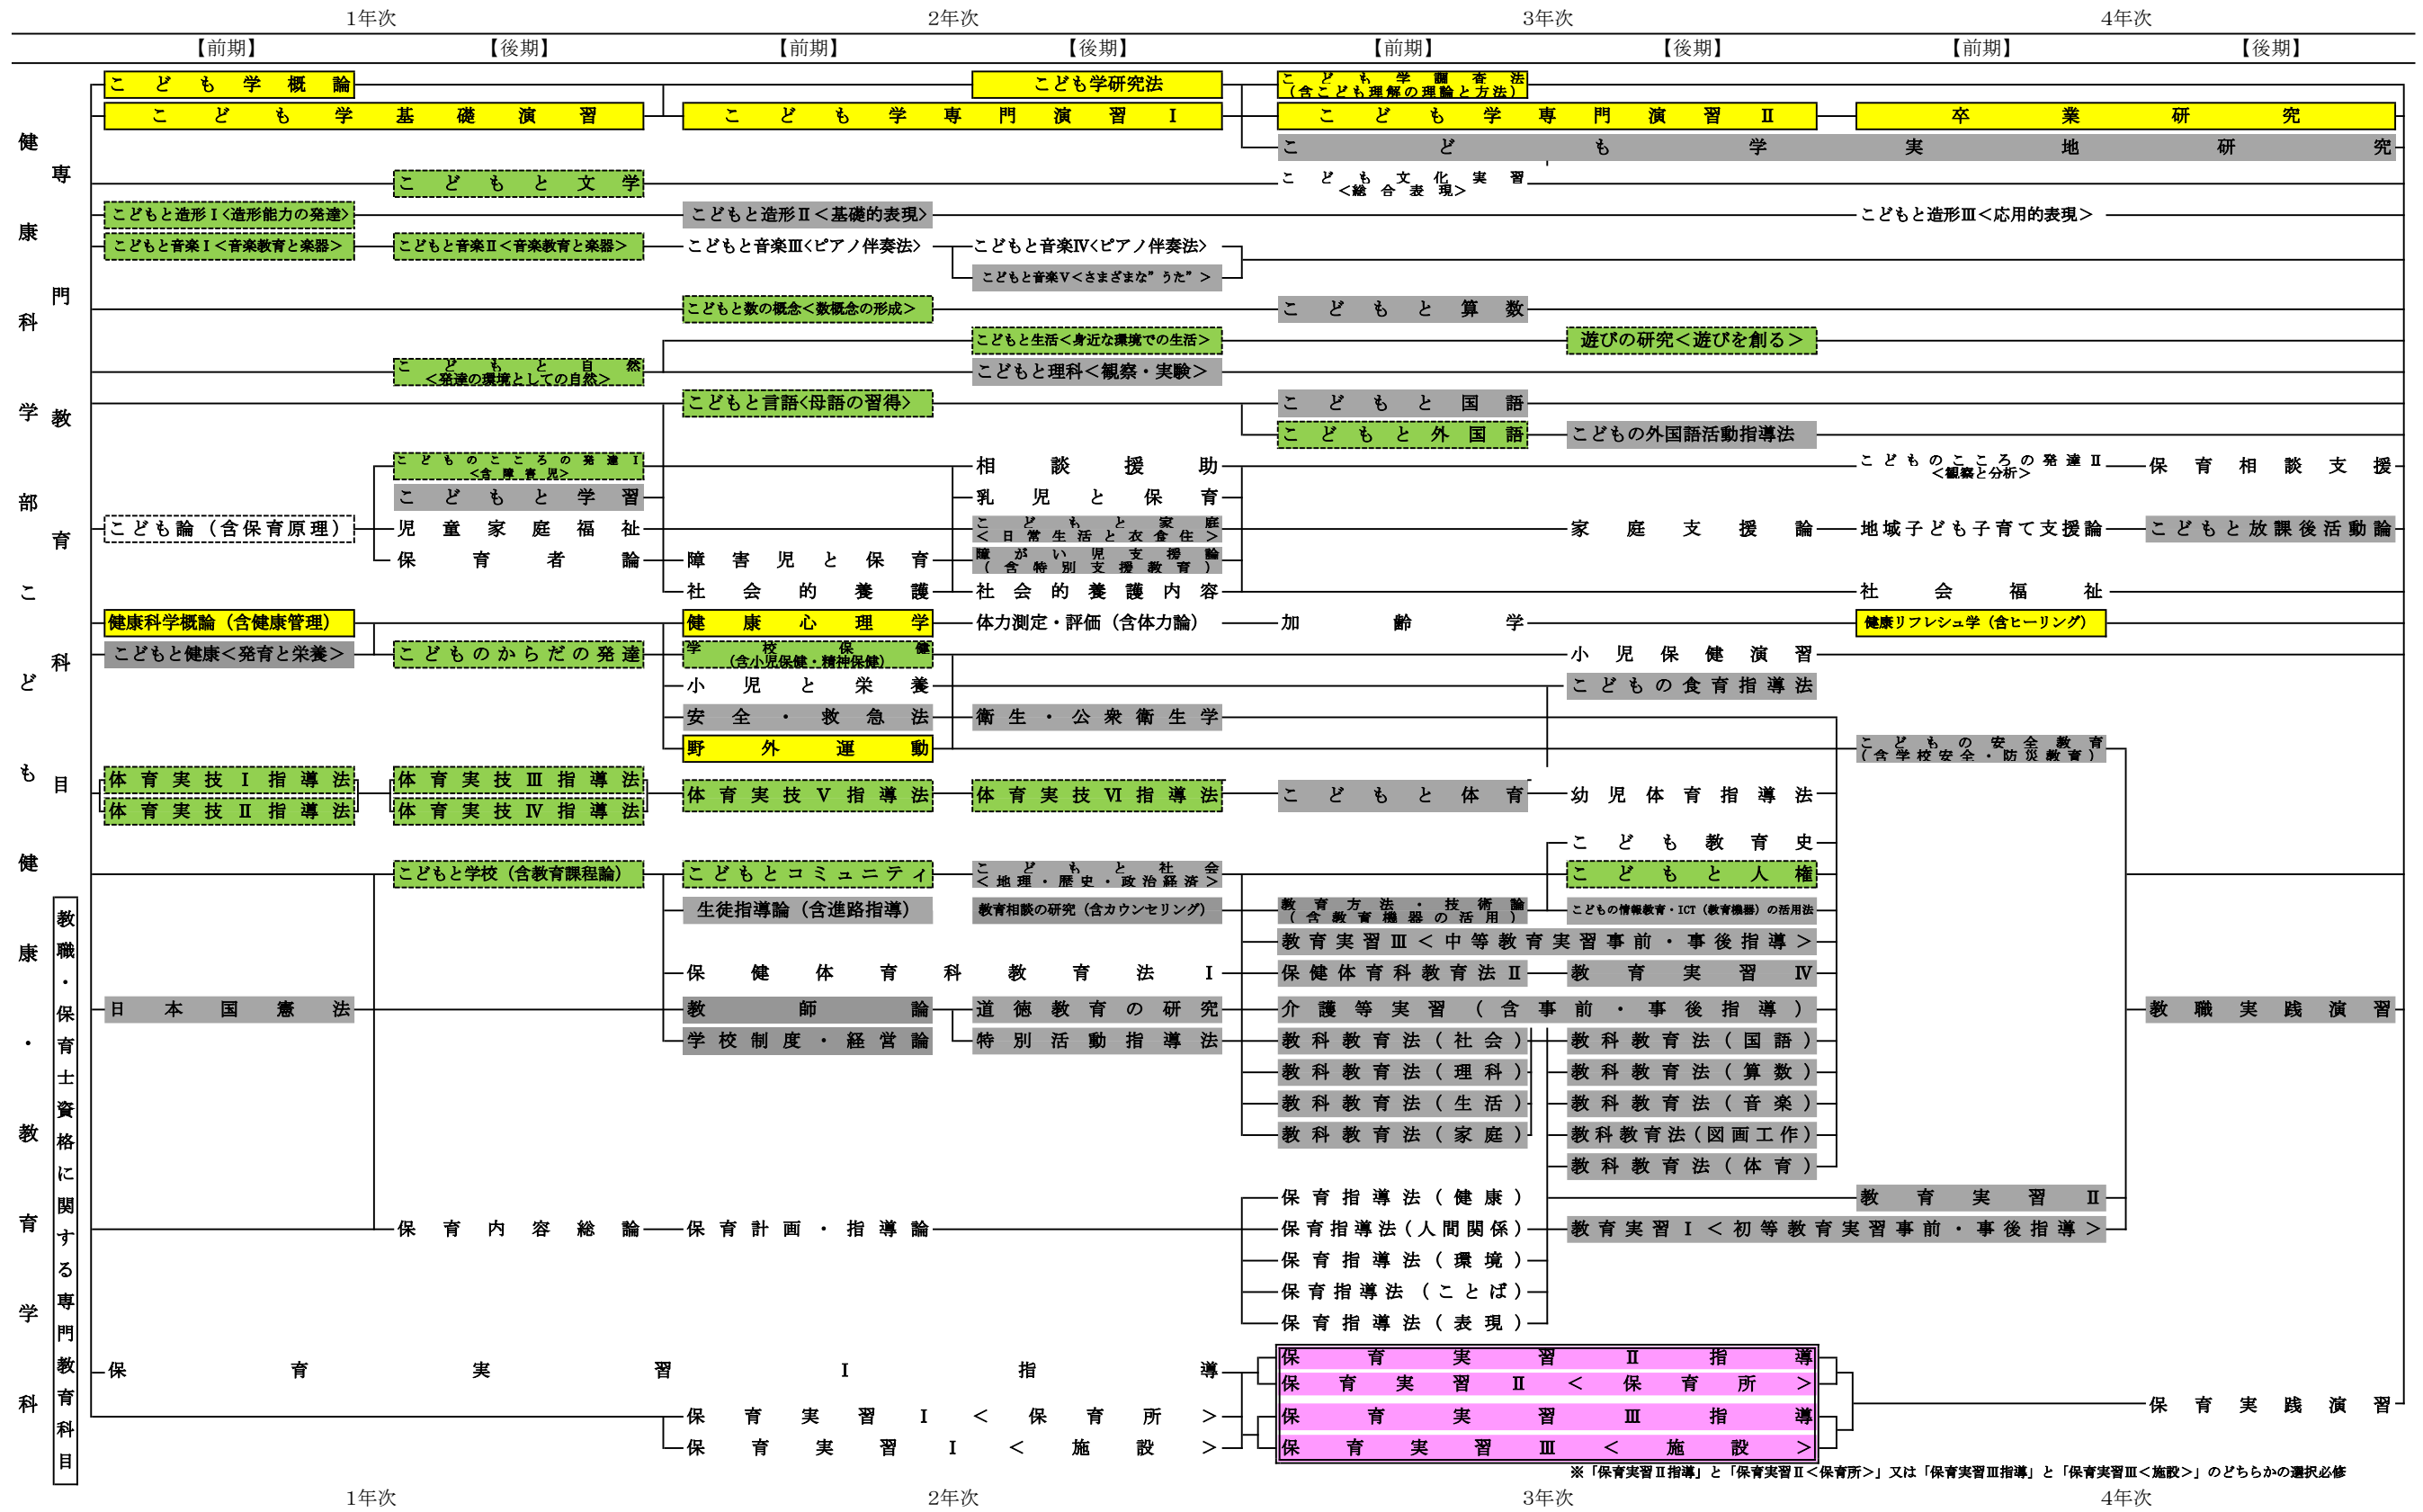 1年次 2年次 3年次 4年次
【前期】 【後期】 【前期】 【後期】 【前期】 【後期】 【前期】 【後期】
健康科学部こども健康・教育学科
専門教育科目
教職・保育士資格に関する専門教育科目
こども学概論 こども学研究法 こども学調査法
(含こども理解の理論と方法)
こども学基礎演習 こども学専門演習Ⅰ こども学専門演習Ⅱ 卒業研究
こども学実地研究
こどもと文学 こども文化実習
<総合表現>
こどもと造形Ⅰ<造形能力の発達> こどもと造形Ⅱ<基礎的表現> こどもと造形Ⅲ<応用的表現>
こどもと音楽Ⅰ<音楽教育と楽器> こどもと音楽Ⅱ<音楽教育と楽器> こどもと音楽Ⅲ<ピアノ伴奏法> こどもと音楽Ⅳ<ピアノ伴奏法>
こどもと音楽Ⅴ<さまざまな”うた”>
こどもと数の概念<数概念の形成> こどもと算数
こどもと生活<身近な環境での生活> 遊びの研究<遊びを創る>
こどもと自然
<発達の環境としての自然> こどもと理科<観察・実験>
こどもと言語<母語の習得> こどもと国語
こどもと外国語 こどもの外国語活動指導法
こどものこころの発達Ⅰ
<含障害児> 相談援助 こどものこころの発達Ⅱ
<観察と分析> 保育相談支援
こどもと学習 乳児と保育
こども論(含保育原理) 児童家庭福祉 こどもと家庭
<日常生活と衣食住> 家庭支援論 地域子ども子育て支援論 こどもと放課後活動論
保育者論 障害児と保育 障がい児支援論
(含特別支援教育)
社会的養護 社会的養護内容 社会福祉
健康科学概論(含健康管理) 健康心理学 体力測定・評価(含体力論) 加齢学 健康リフレシュ学(含ヒーリング)
こどもと健康<発育と栄養> こどものからだの発達 学校保健
(含小児保健・精神保健) 小児保健演習
小児と栄養 こどもの食育指導法
安全・救急法 衛生・公衆衛生学
野外運動 こどもの安全教育
(含学校安全・防災教育)
体育実技Ⅰ指導法 体育実技Ⅲ指導法
体育実技Ⅴ指導法 体育実技Ⅵ指導法 こどもと体育 幼児体育指導法
体育実技Ⅱ指導法 体育実技Ⅳ指導法
こども教育史
こどもと学校(含教育課程論) こどもとコミュニティ こどもと社会
<地理・歴史・政治経済> こどもと人権
生徒指導論(含進路指導) 教育相談の研究(含カウンセリング) 教育方法・技術論
(含教育機器の活用) こどもの情報教育・ICT(教育機器)の活用法
教育実習Ⅲ<中等教育実習事前・事後指導>
保健体育科教育法Ⅰ 保健体育科教育法Ⅱ 教育実習Ⅳ
日本国憲法 教師論 道徳教育の研究 介護等実習(含事前・事後指導) 教職実践演習
学校制度・経営論 特別活動指導法 教科教育法(社会) 教科教育法(国語)
教科教育法(理科) 教科教育法(算数)
教科教育法(生活) 教科教育法(音楽)
教科教育法(家庭) 教科教育法(図画工作)
教科教育法(体育)
保育指導法(健康) 教育実習Ⅱ
保育内容総論 保育計画・指導論 保育指導法(人間関係) 教育実習Ⅰ<初等教育実習事前・事後指導>
保育指導法(環境)
保育指導法(ことば)
保育指導法(表現)
保育実習Ⅰ指導 保育実習Ⅱ指導
保育実習Ⅱ<保育所>
保育実習Ⅰ<保育所> 保育実習Ⅲ指導 保育実践演習
保育実習Ⅰ<施設> 保育実習Ⅲ<施設>
※「保育実習Ⅱ指導」と「保育実習Ⅱ<保育所>」又は「保育実習Ⅲ指導」と「保育実習Ⅲ<施設>」のどちらかの選択必修
1年次 2年次 3年次 4年次